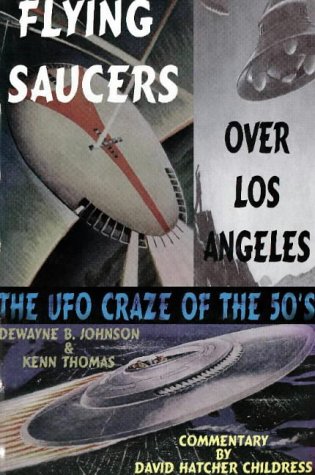 FLYING
SAUCERS
OVER
LOS
ANGELES
THE UFO CRAZE OF THE 50'S
DEWAYNE B. JOHNSON
&
KENN THOMAS
COMMENTARY
BY
DAVID HATCHER CHILDRESS